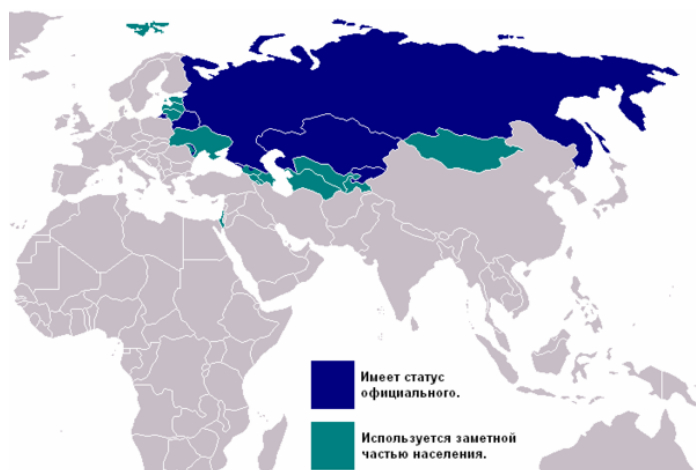 Имеет статус
официального.
Используется заметной
частью населения.